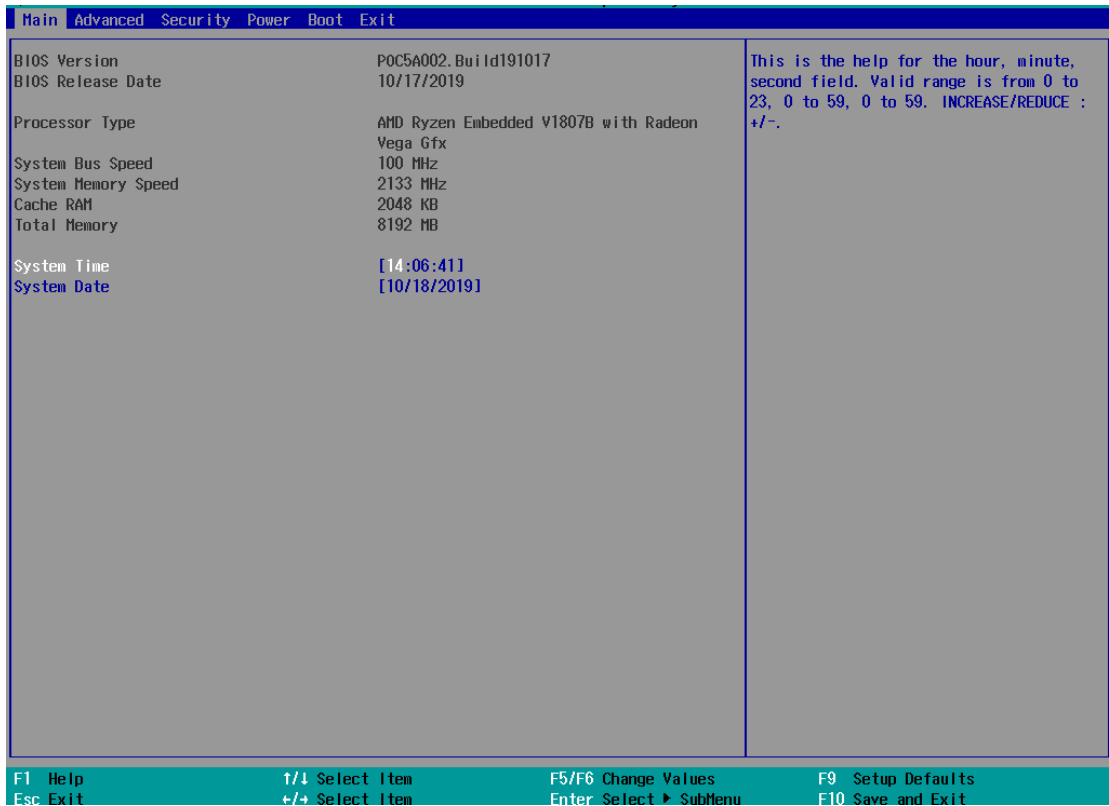 Main Advanced Security Power Boot Exit
BIOS Version POC5A002.Build191017
BIOS Release Date 10/17/2019
Processor Type AMD Ryzen Embedded V1807B with Radeon
Vega Gfx
System Bus Speed 100 MHz
System Memory Speed 2133 MHz
Cache RAM 2048 KB
Total Memory 8192 MB
System Time [14:06:41]
System Date [10/18/2019]
This is the help for the hour, minute,
second field. Valid range is from 0 to
23, 0 to 59, 0 to 59. INCREASE/REDUCE :
+/-.
F1 Help ↑/↓ Select Item F5/F6 Change Values F9 Setup Defaults
Esc Exit ←/→ Select Item Enter Select ▶ SubMenu F10 Save and Exit